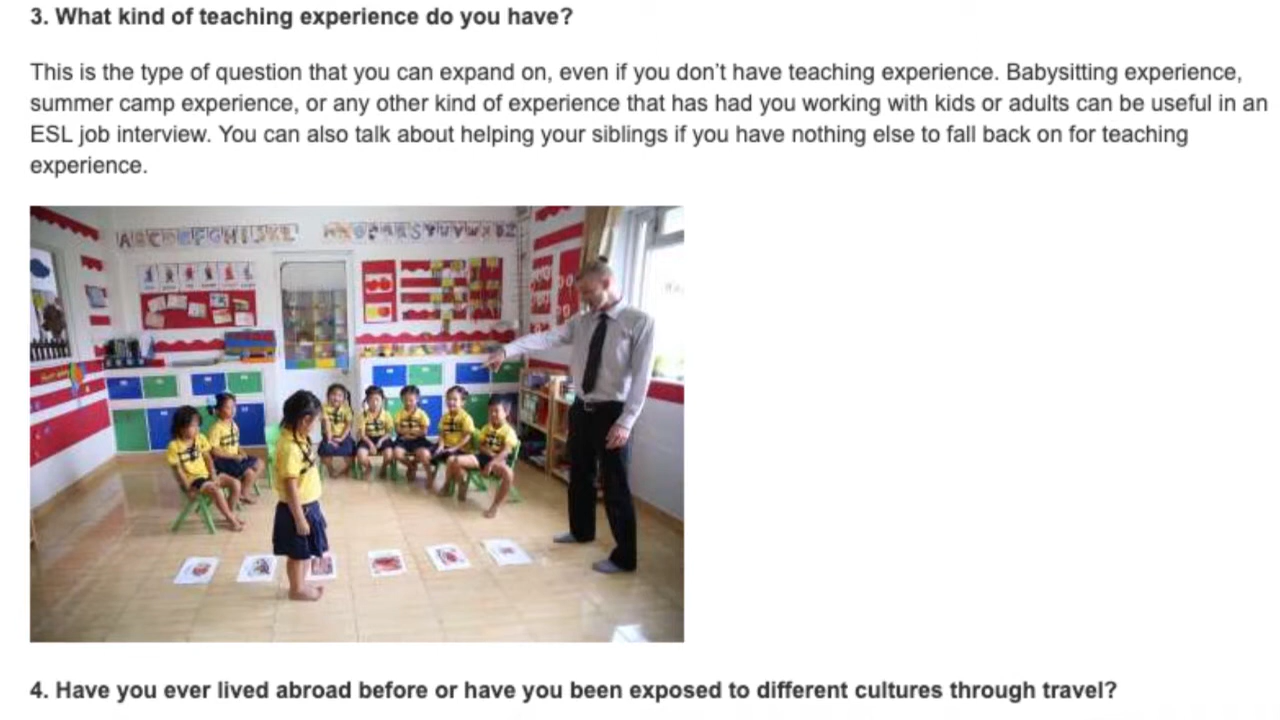 3. What kind of teaching experience do you have?
This is the type of question that you can expand on, even if you don't have teaching experience. Babysitting experience,
summer camp experience, or any other kind of experience that has had you working with kids or adults can be useful in an
ESL job interview. You can also talk about helping your siblings if you have nothing else to fall back on for teaching
experience.
4. Have you ever lived abroad before or have you been exposed to different cultures through travel?